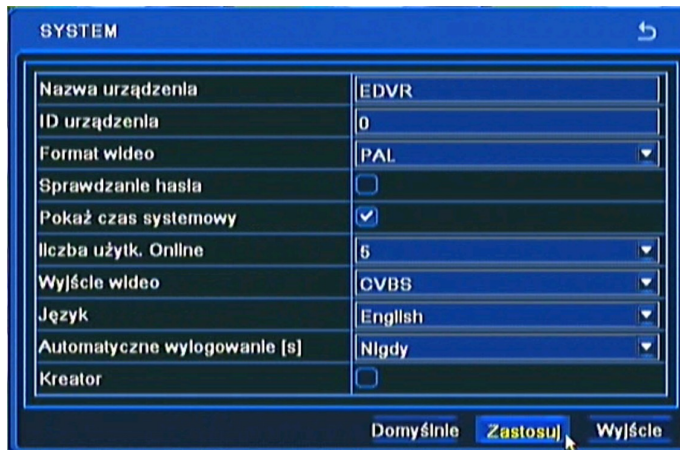 SYSTEM
Nazwa urządzenia EDVR
ID urządzenia 0
Format wideo PAL
Sprawdzanie hasla
Pokaż czas systemowy
liczba użytk. Online 5
Wyjście wideo CVBS
Język English
Automatyczne wylogowanie [s] Nigdy
Kreator
Domyślnie Zastosuj Wyjście